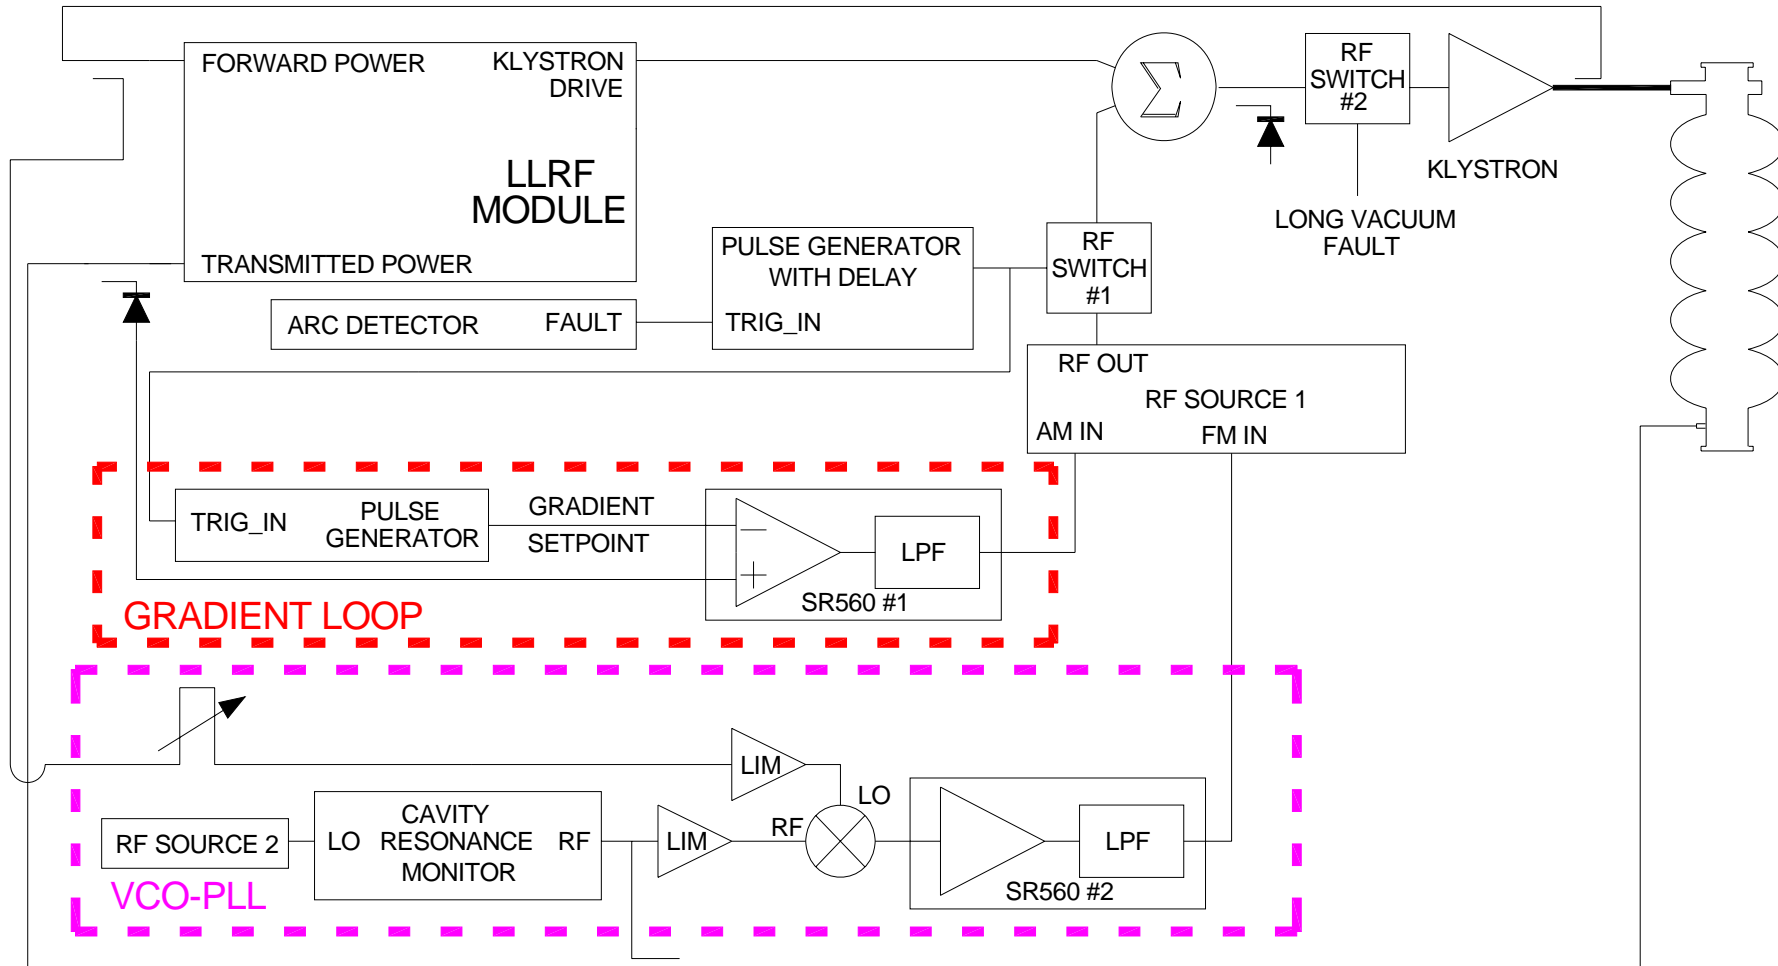 FORWARD POWER
KLYSTRON
DRIVE
LLRF
MODULE
TRANSMITTED POWER
Σ
RF
SWITCH
#2
KLYSTRON
LONG VACUUM
FAULT
ARC DETECTOR
FAULT
PULSE GENERATOR
WITH DELAY
TRIG_IN
RF
SWITCH
#1
RF OUT
RF SOURCE 1
AM IN
FM IN
TRIG_IN
PULSE
GENERATOR
GRADIENT
SETPOINT
LPF
SR560 #1
GRADIENT LOOP
LIM
LO
RF SOURCE 2
LO
CAVITY
RESONANCE
MONITOR
RF
LIM
RF
LPF
SR560 #2
VCO-PLL